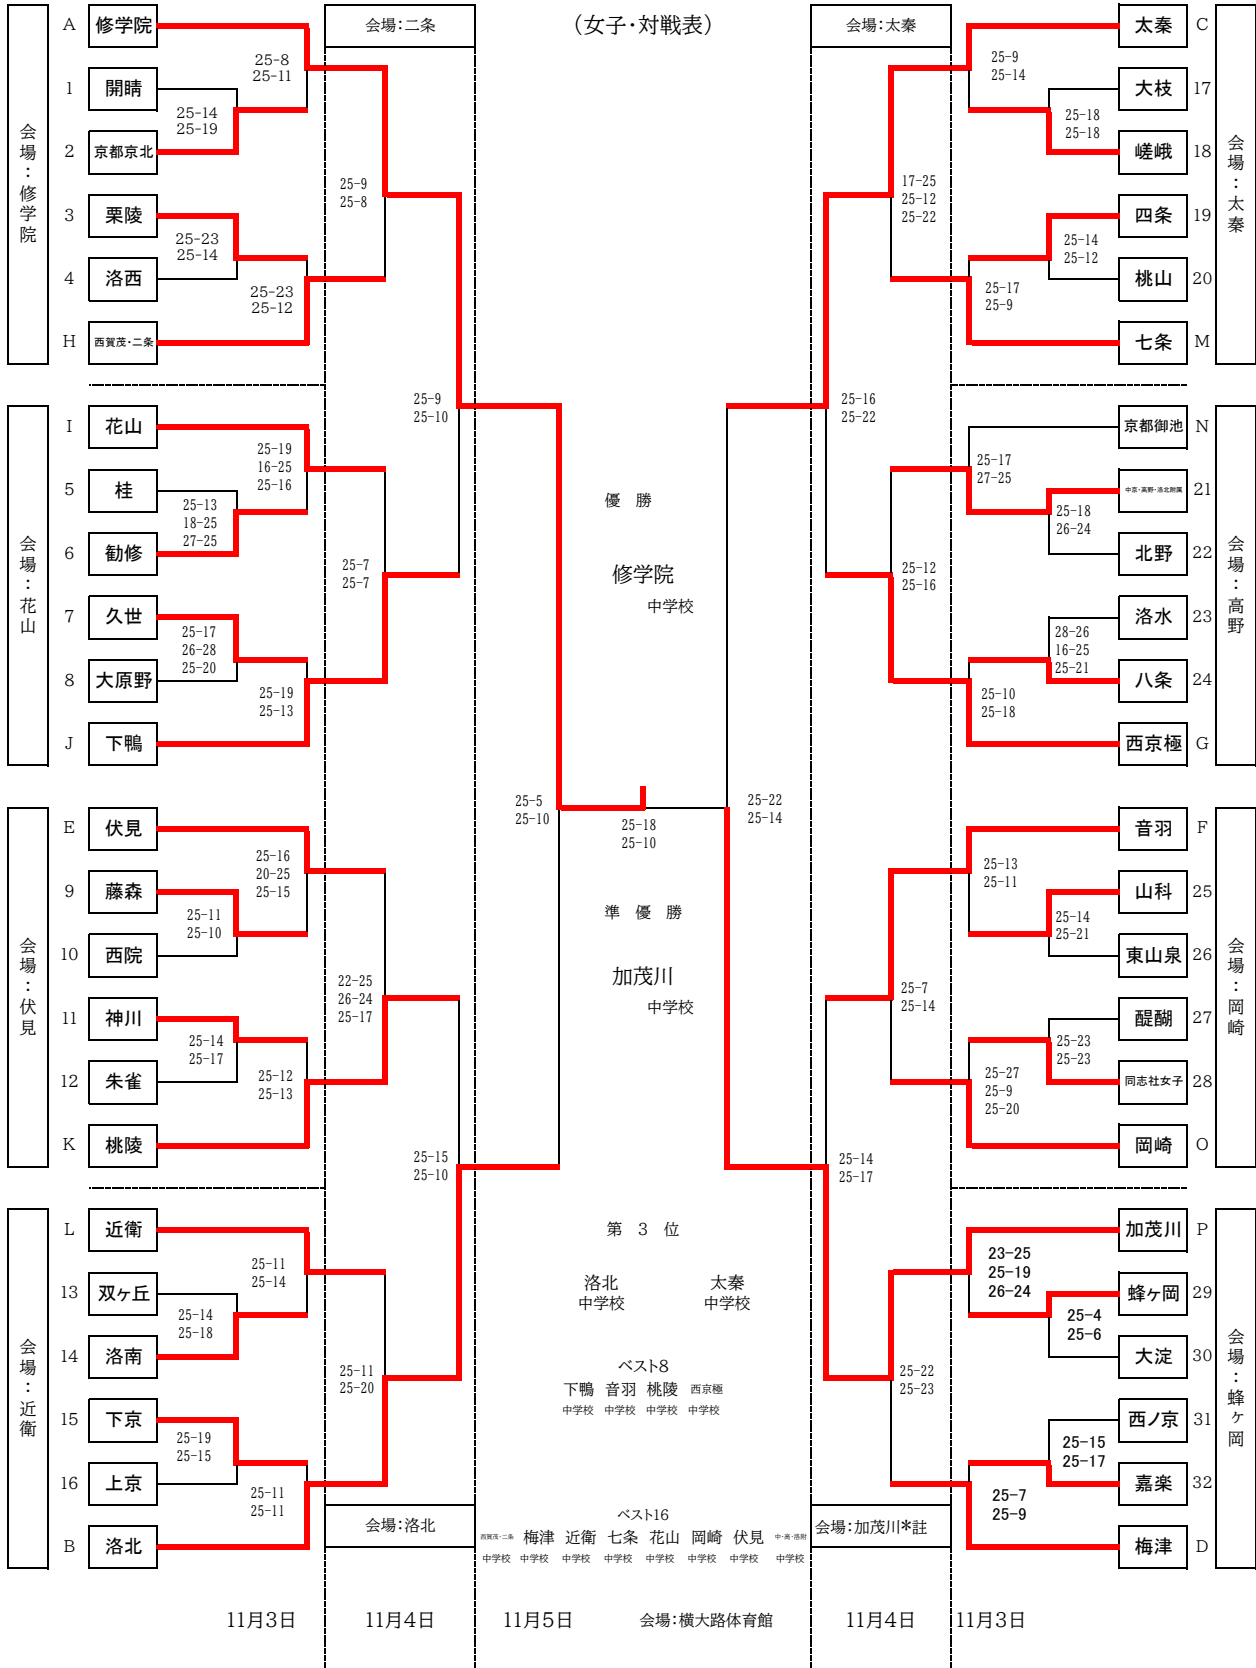 (女子・対戦表)
会場：二条
会場：太秦
会場：修学院
A 修学院
1 開睛
2 京都京北
3 栗陵
4 洛西
H 西賀茂・二条
25-8
25-11
25-14
25-19
25-23
25-14
25-23
25-12
25-9
25-8
会場：花山
I 花山
5 桂
6 勧修
7 久世
8 大原野
J 下鴨
25-19
16-25
25-16
25-13
18-25
27-25
25-17
26-28
25-20
25-19
25-13
25-7
25-7
25-9
25-10
会場：伏見
E 伏見
9 藤森
10 西院
11 神川
12 朱雀
K 桃陵
25-16
20-25
25-15
25-11
25-10
25-14
25-17
25-12
25-13
22-25
26-24
25-17
会場：近衛
L 近衛
13 双ヶ丘
14 洛南
15 下京
16 上京
B 洛北
25-11
25-14
25-14
25-18
25-19
25-15
25-11
25-11
25-11
25-20
25-15
25-10
25-5
25-10
会場：洛北
優 勝
修学院
中学校
25-18
25-10
準 優 勝
加茂川
中学校
第 3 位
洛北 太秦
中学校 中学校
ベスト8
下鴨 音羽 桃陵 西京極
中学校 中学校 中学校 中学校
ベスト16
西賀茂・二条 梅津 近衛 七条 花山 岡崎 伏見 中・高・洛附
中学校 中学校 中学校 中学校 中学校 中学校 中学校 中学校
会場：太秦
太秦 C
大枝 17
嵯峨 18
四条 19
桃山 20
七条 M
25-9
25-14
25-18
25-18
25-14
25-12
25-17
25-9
17-25
25-12
25-22
会場：高野
京都御池 N
中京・高野・洛北附属 21
北野 22
洛水 23
八条 24
西京極 G
25-17
27-25
25-18
26-24
28-26
16-25
25-21
25-10
25-18
25-12
25-16
25-16
25-22
会場：岡崎
音羽 F
山科 25
東山泉 26
醍醐 27
同志社女子 28
岡崎 O
25-13
25-11
25-14
25-21
25-23
25-23
25-27
25-9
25-20
25-7
25-14
会場：蜂ヶ岡
加茂川 P
蜂ヶ岡 29
大淀 30
西ノ京 31
嘉楽 32
梅津 D
23-25
25-19
26-24
25-4
25-6
25-15
25-17
25-7
25-9
25-22
25-23
25-14
25-17
25-22
25-14
会場：加茂川*註
11月3日 11月4日 11月5日 会場：横大路体育館 11月4日 11月3日